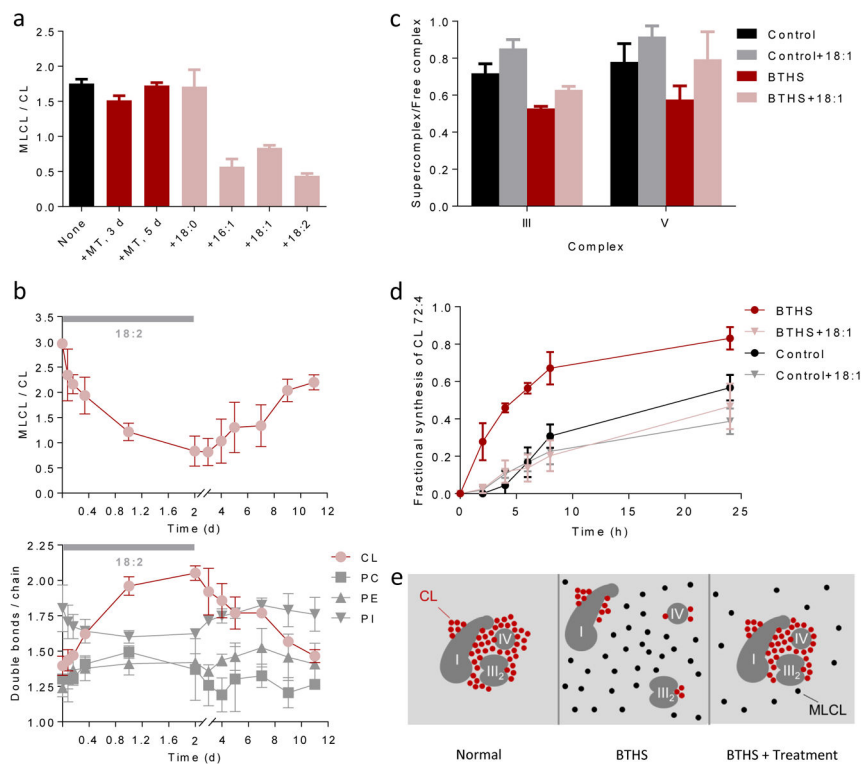 a
MLCL / CL
2.5
2.0
1.5
1.0
0.5
0.0
None
+MT, 3 d
+MT, 5 d
+18:0
+16:1
+18:1
+18:2
c
Supercomplex/Free complex
1.0
0.8
0.6
0.4
0.2
0.0
III
V
Complex
Control
Control+18:1
BTHS
BTHS+18:1
b
18:2
MLCL / CL
3.5
3.0
2.5
2.0
1.5
1.0
0.5
0.0
0.4
0.8
1.2
1.6
2
4
6
8
10
12
Time (d)
18:2
Double bonds / chain
2.25
2.00
1.75
1.50
1.25
1.00
0.4
0.8
1.2
1.6
2
4
6
8
10
12
Time (d)
CL
PC
PE
PI
d
Fractional synthesis of CL 72:4
1.0
0.8
0.6
0.4
0.2
0.0
0
5
10
15
20
25
Time (h)
BTHS
BTHS+18:1
Control
Control+18:1
e
CL
I
IV
III2
Normal
I
IV
III2
BTHS
I
IV
III2
MLCL
BTHS + Treatment